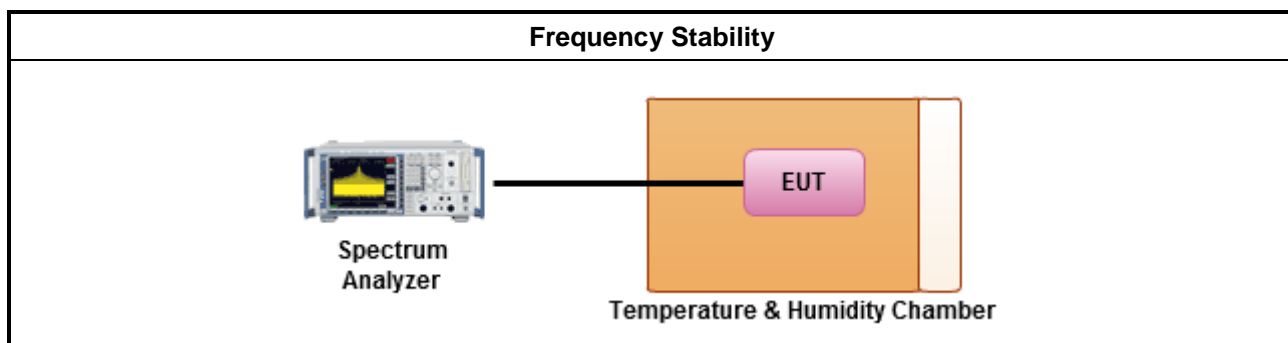 Frequency Stability
EUT
Spectrum
Analyzer
Temperature & Humidity Chamber